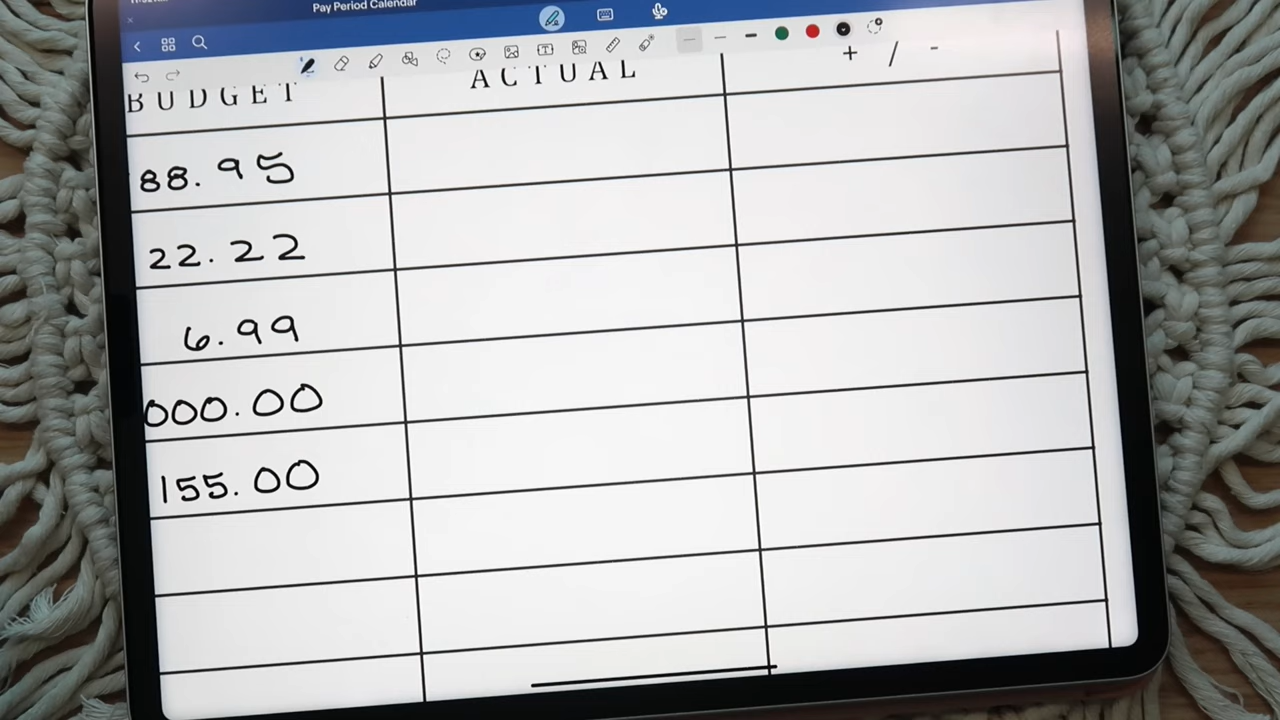 Pay Period Calendar
BUDGET ACTUAL + / -
88.95
22.22
6.99
000.00
155.00